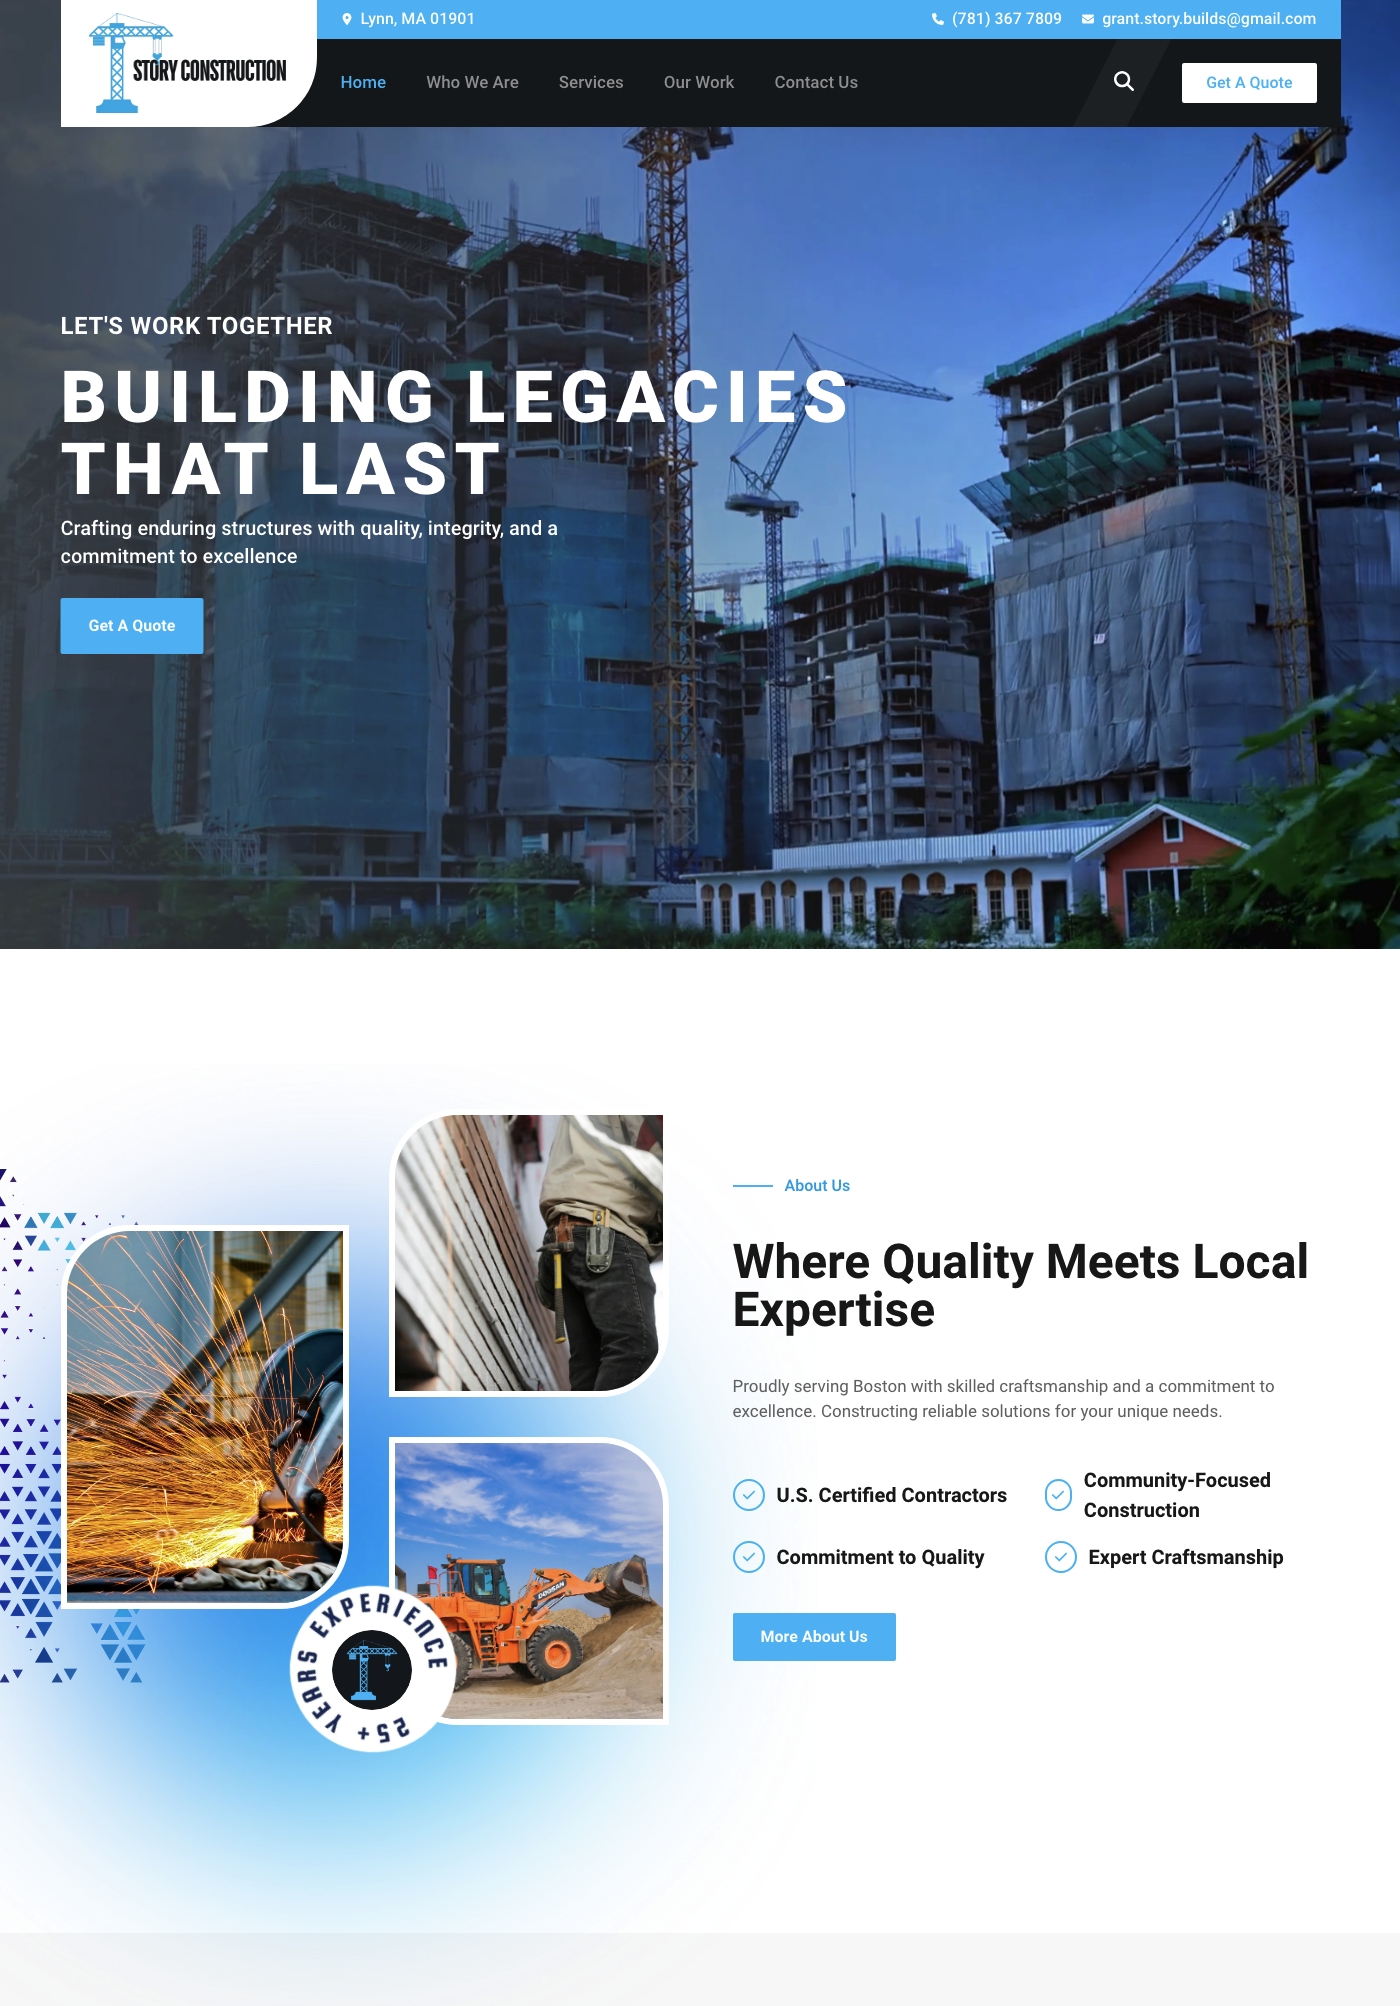 STORY CONSTRUCTION
Lynn, MA 01901
(781) 367 7809
grant.story.builds@gmail.com
Home
Who We Are
Services
Our Work
Contact Us
Get A Quote
LET'S WORK TOGETHER
BUILDING LEGACIES
THAT LAST
Crafting enduring structures with quality, integrity, and a
commitment to excellence
Get A Quote
About Us
Where Quality Meets Local
Expertise
Proudly serving Boston with skilled craftsmanship and a commitment to
excellence. Constructing reliable solutions for your unique needs.
U.S. Certified Contractors
Community-Focused
Construction
Commitment to Quality
Expert Craftsmanship
More About Us
DOOSAN
25+ YEARS EXPERIENCE